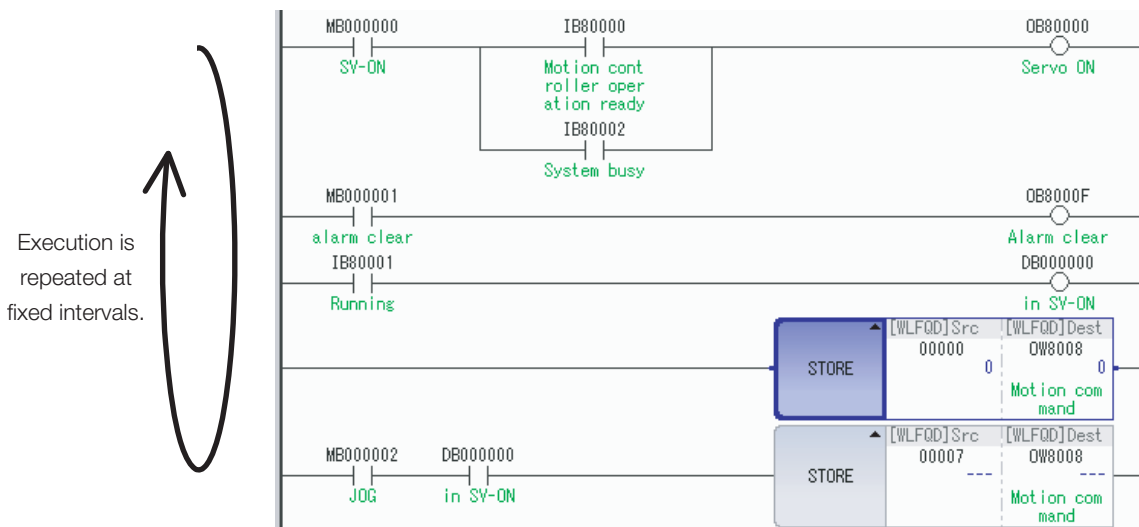 MB000000 IB80000 OB80000
SV-ON Motion cont Servo ON
roller oper
ation ready
IB80002
System busy
MB000001 OB8000F
alarm clear Alarm clear
IB80001 DB000000
Running in SV-ON
Execution is
repeated at
fixed intervals.
[WLFQD]Src [WLFQD]Dest
00000 OW8008
STORE 0 0
Motion com
mand
[WLFQD]Src [WLFQD]Dest
MB000002 DB000000 00007 OW8008
STORE --- ---
JOG in SV-ON Motion com
mand